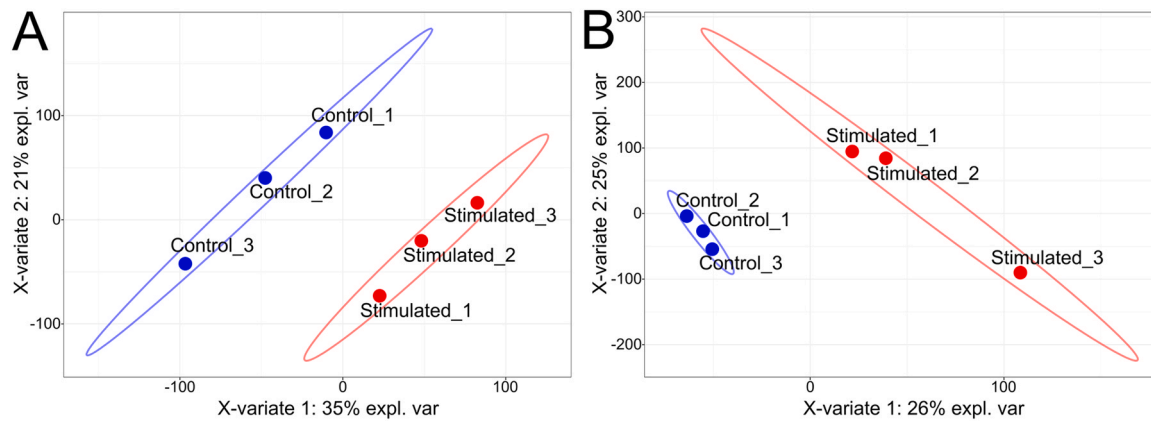 A
X-variate 2: 21% expl. var
100
0
-100
Control_1
Control_2
Control_3
Stimulated_3
Stimulated_2
Stimulated_1
-100
0
100
X-variate 1: 35% expl. var
B
X-variate 2: 25% expl. var
300
200
100
0
-100
-200
Stimulated_1
Stimulated_2
Control_2
Control_1
Control_3
Stimulated_3
0
100
X-variate 1: 26% expl. var